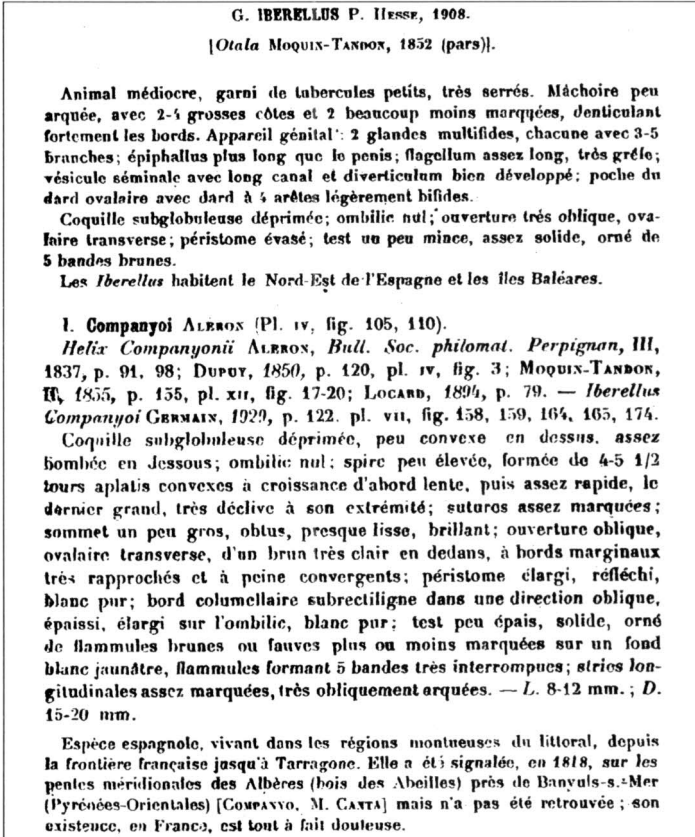 G. IBERELLUS P. HESSE, 1908.
[Otala MOQUIN-TANDON, 1852 (pars)].
Animal médiocre, garni de tubercules petits, très serrés. Mâchoire peu
arquée, avec 2-4 grosses côtes et 2 beaucoup moins marquées, denticulant
fortement les bords. Appareil génital : 2 glandes multifides, chacune avec 3-5
branches; épiphallus plus long que le penis; flagellum assez long, très grêle;
vésicule séminale avec long canal et diverticulum bien développé; poche du
dard ovalaire avec dard à 4 arêtes légèrement bifides.
Coquille subglobuleuse déprimée; ombilic nul; ouverture très oblique, ova-
laire transverse; péristome évasé; test un peu mince, assez solide, orné de
5 bandes brunes.
Les Iberellus habitent le Nord-Est de l'Espagne et les îles Baléares.
1. Companyoi ALERON (Pl. IV, fig. 105, 110).
Helix Companyonii ALERON, Bull. Soc. philomat. Perpignan, III,
1837, p. 91, 98; DUPUY, 1850, p. 120, pl. IV, fig. 3; MOQUIN-TANDON,
II, 1855, p. 155, pl. XII, fig. 17-20; LOCARD, 1894, p. 79. — Iberellus
Companyoi GERMAIN, 1929, p. 122. pl. VII, fig. 158, 159, 164, 165, 174.
Coquille subglobuleuse déprimée, peu convexe en dessus, assez
bombée en dessous; ombilic nul; spire peu élevée, formée de 4-5 1/2
tours aplatis convexes à croissance d'abord lente, puis assez rapide, le
dernier grand, très déclive à son extrémité; sutures assez marquées;
sommet un peu gros, obtus, presque lisse, brillant; ouverture oblique,
ovalaire transverse, d'un brun très clair en dedans, à bords marginaux
très rapprochés et à peine convergents; péristome élargi, réfléchi,
blanc pur; bord columellaire subrectiligne dans une direction oblique,
épaissi, élargi sur l'ombilic, blanc pur; test peu épais, solide, orné
de flammules brunes ou fauves plus ou moins marquées sur un fond
blanc jaunâtre, flammules formant 5 bandes très interrompues; stries lon-
gitudinales assez marquées, très obliquement arquées. — L. 8-12 mm.; D.
15-20 mm.
Espèce espagnole, vivant dans les régions montueuses du littoral, depuis
la frontière française jusqu'à Tarragone. Elle a été signalée, en 1818, sur les
pentes méridionales des Albères (bois des Abeilles) près de Banyuls-s.-Mer
(Pyrénées-Orientales) [COMPANYO, M. CANTA] mais n'a pas été retrouvée; son
existence, en France, est tout à fait douteuse.